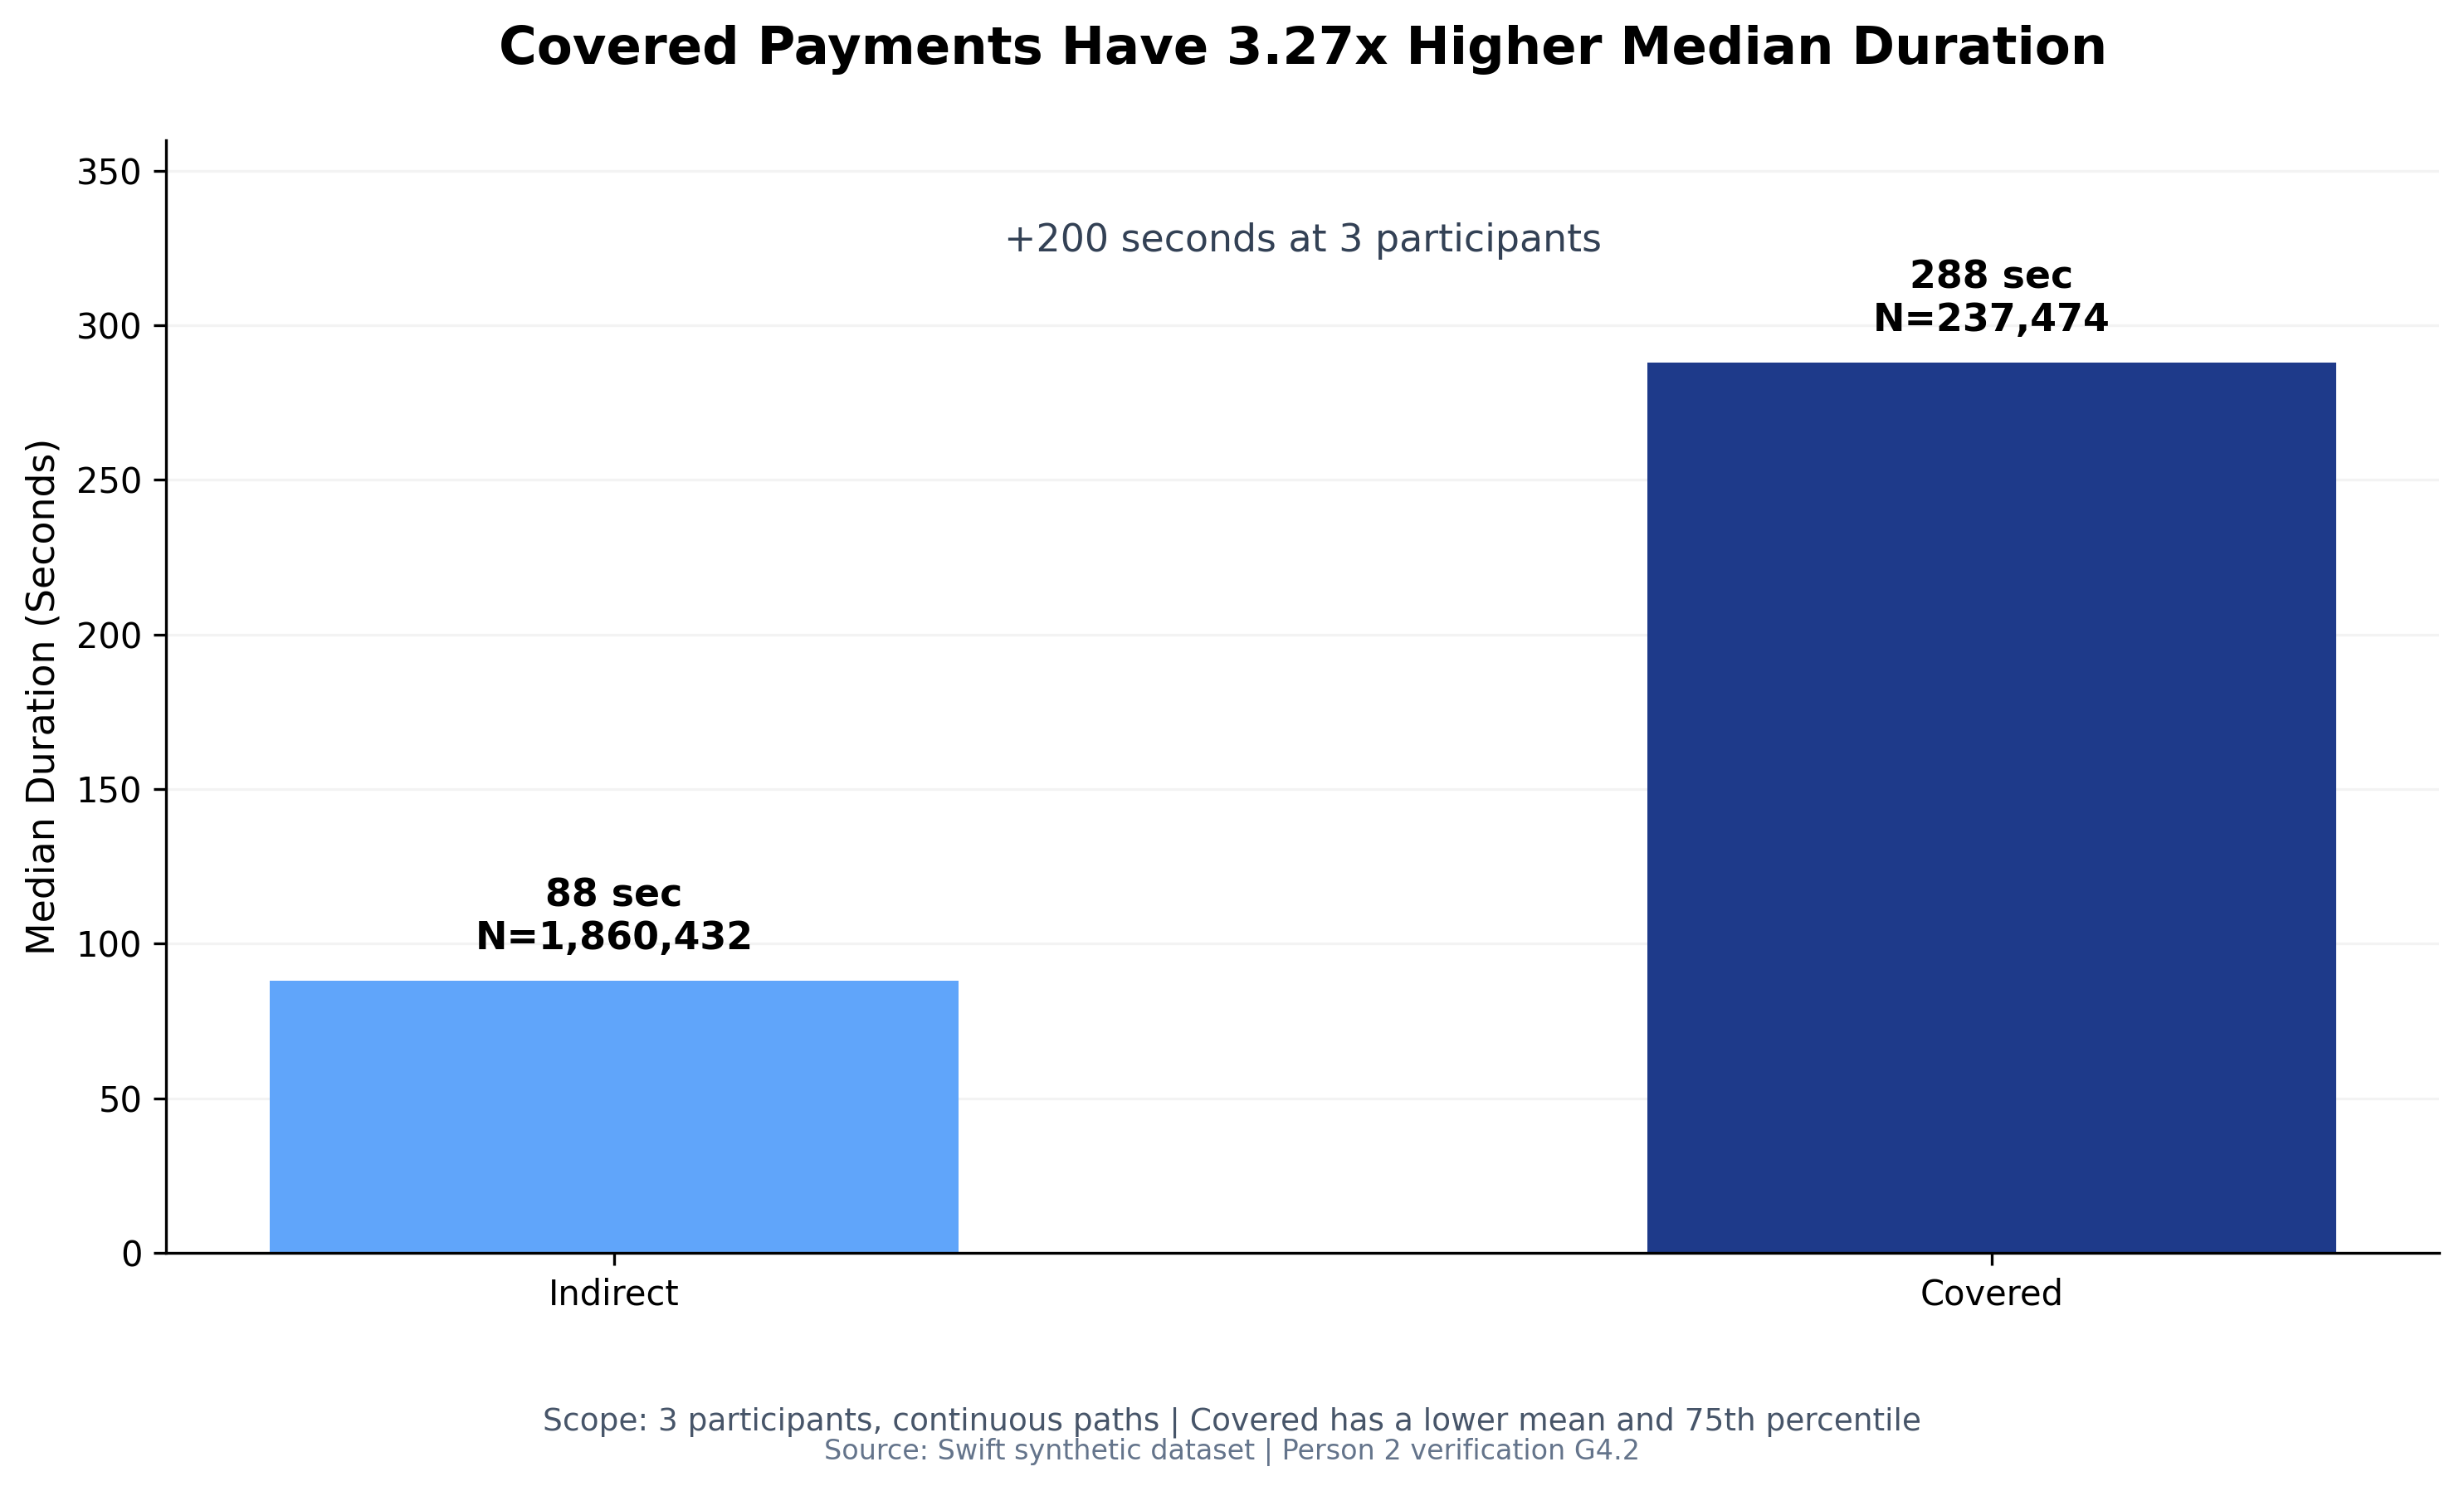 Covered Payments Have 3.27x Higher Median Duration
Median Duration (Seconds)
350
300
250
200
150
100
50
0
+200 seconds at 3 participants
288 sec
N=237,474
88 sec
N=1,860,432
Indirect
Covered
Scope: 3 participants, continuous paths | Covered has a lower mean and 75th percentile
Source: Swift synthetic dataset | Person 2 verification G4.2